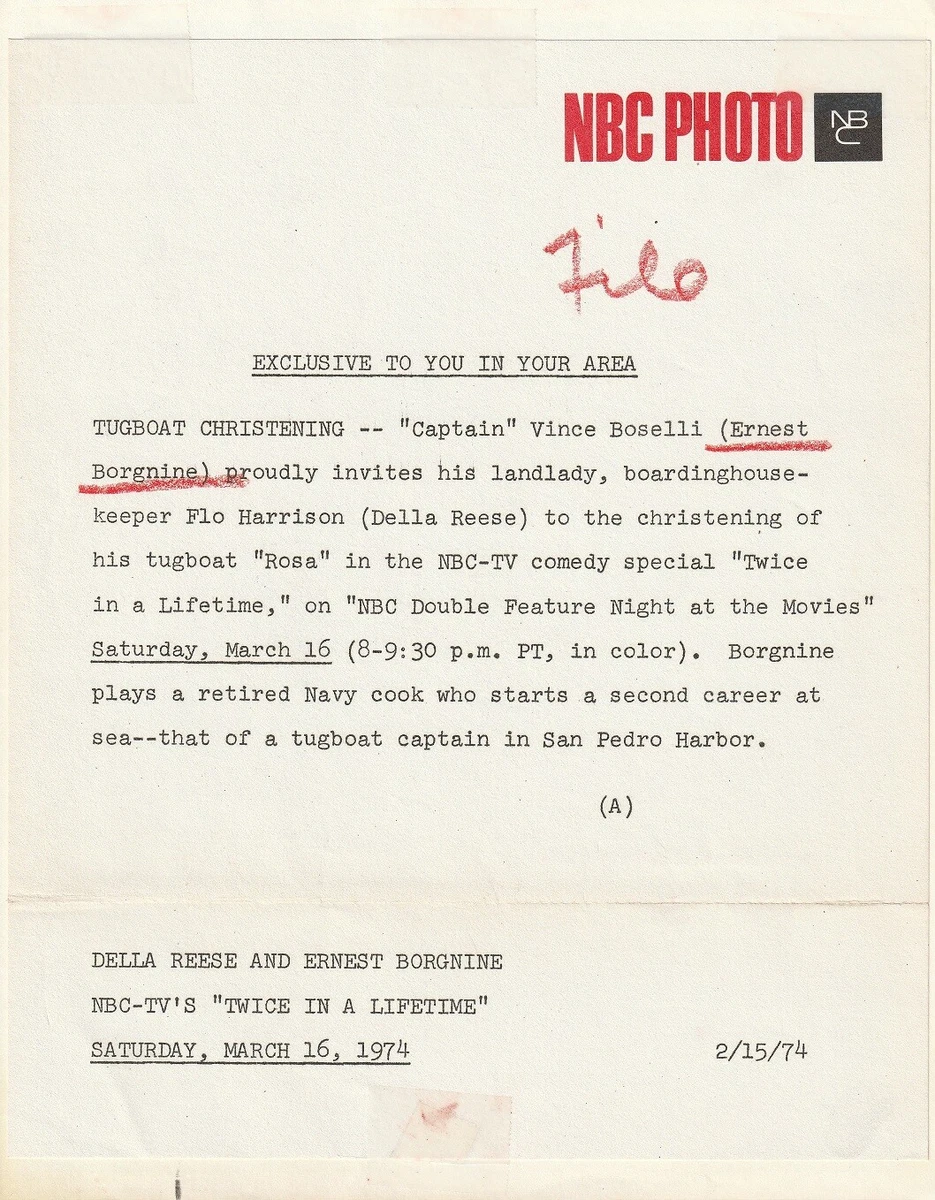 NBC PHOTO NBC
File
EXCLUSIVE TO YOU IN YOUR AREA
TUGBOAT CHRISTENING -- "Captain" Vince Boselli (Ernest
Borgnine) proudly invites his landlady, boardinghouse-
keeper Flo Harrison (Della Reese) to the christening of
his tugboat "Rosa" in the NBC-TV comedy special "Twice
in a Lifetime," on "NBC Double Feature Night at the Movies"
Saturday, March 16 (8-9:30 p.m. PT, in color). Borgnine
plays a retired Navy cook who starts a second career at
sea--that of a tugboat captain in San Pedro Harbor.
(A)
DELLA REESE AND ERNEST BORGNINE
NBC-TV'S "TWICE IN A LIFETIME"
SATURDAY, MARCH 16, 1974 2/15/74